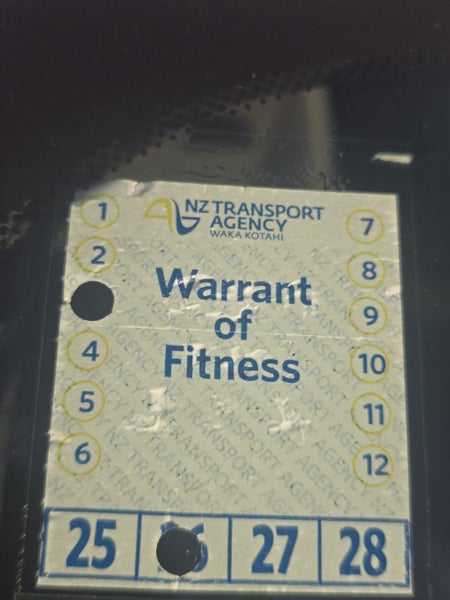 NZ TRANSPORT
AGENCY
WAKA KOTAHI
1
2
4
5
6
7
8
9
10
11
12
Warrant
of
Fitness
25 27 28